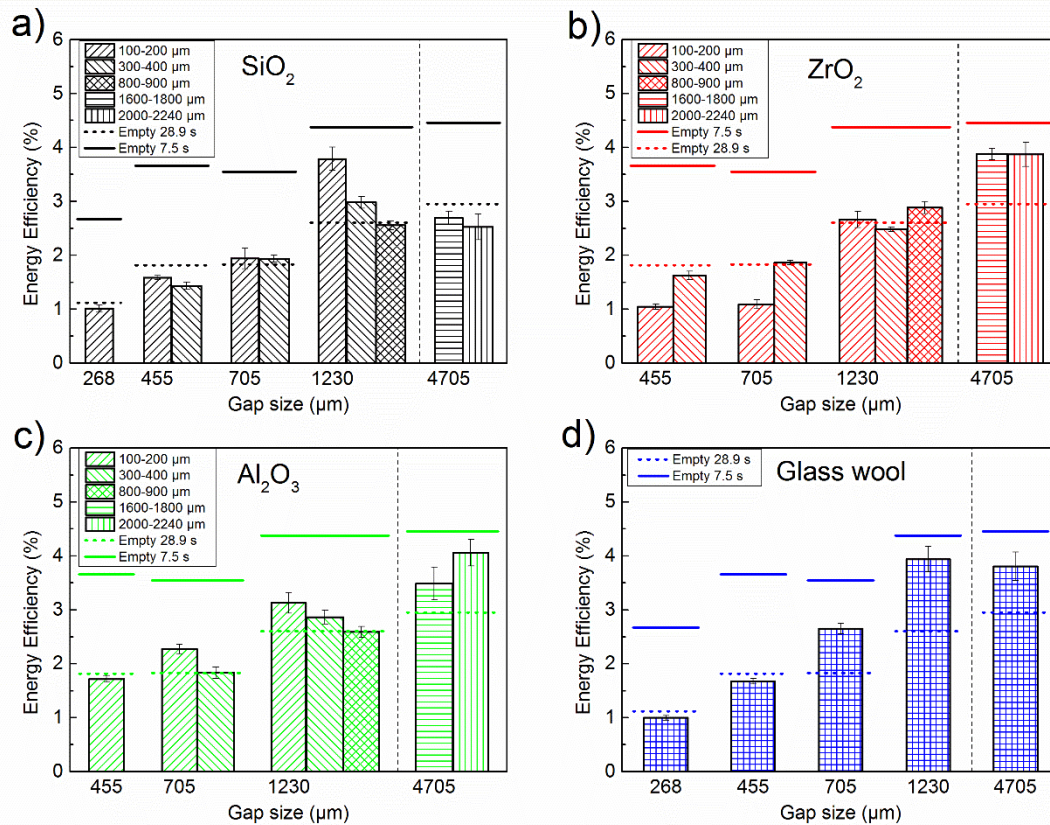 a)
SiO2
100-200 µm
300-400 µm
800-900 µm
1600-1800 µm
2000-2240 µm
Empty 28.9 s
Empty 7.5 s
Energy Efficiency (%)
6
5
4
3
2
1
0
268 455 705 1230 4705
Gap size (µm)
b)
ZrO2
100-200 µm
300-400 µm
800-900 µm
1600-1800 µm
2000-2240 µm
Empty 7.5 s
Empty 28.9 s
Energy Efficiency (%)
6
5
4
3
2
1
0
455 705 1230 4705
Gap size (µm)
c)
Al2O3
100-200 µm
300-400 µm
800-900 µm
1600-1800 µm
2000-2240 µm
Empty 28.9 s
Empty 7.5 s
Energy Efficiency (%)
6
5
4
3
2
1
0
455 705 1230 4705
Gap size (µm)
d)
Glass wool
Empty 28.9 s
Empty 7.5 s
Energy Efficiency (%)
6
5
4
3
2
1
0
268 455 705 1230 4705
Gap size (µm)